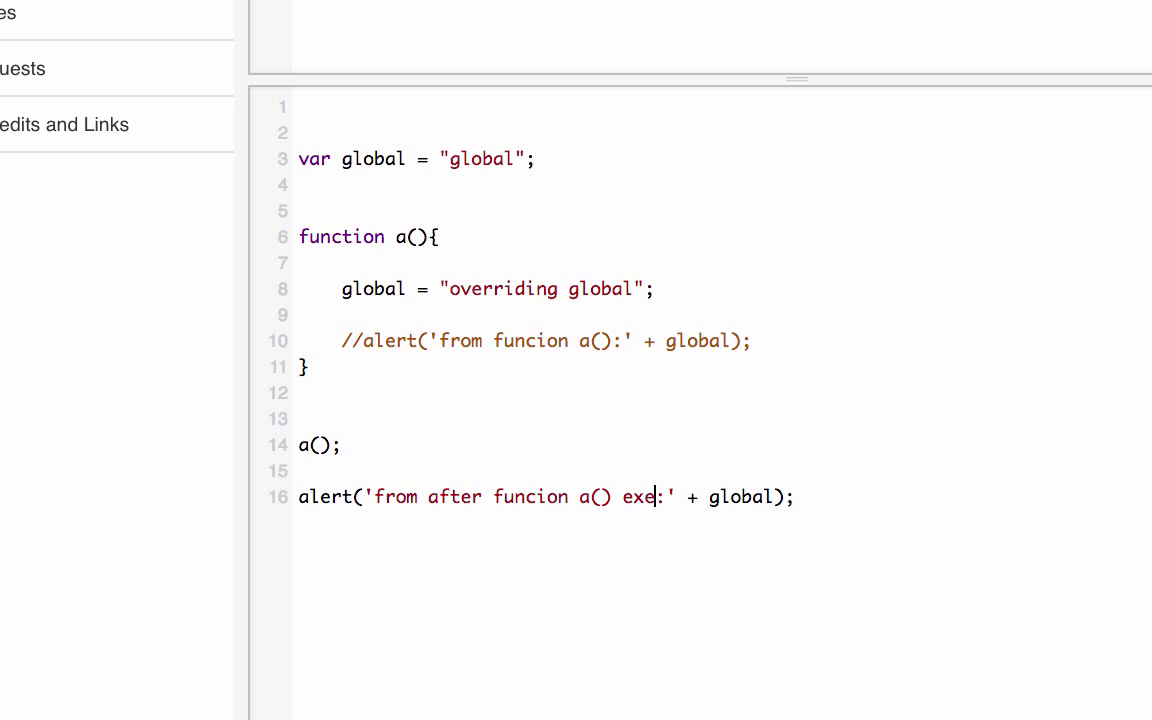 es
uests
edits and Links
1
2
3 var global = "global";
4
5
6 function a(){
7
8 global = "overriding global";
9
10 //alert('from funcion a():' + global);
11 }
12
13
14 a();
15
16 alert('from after funcion a() exe:' + global);